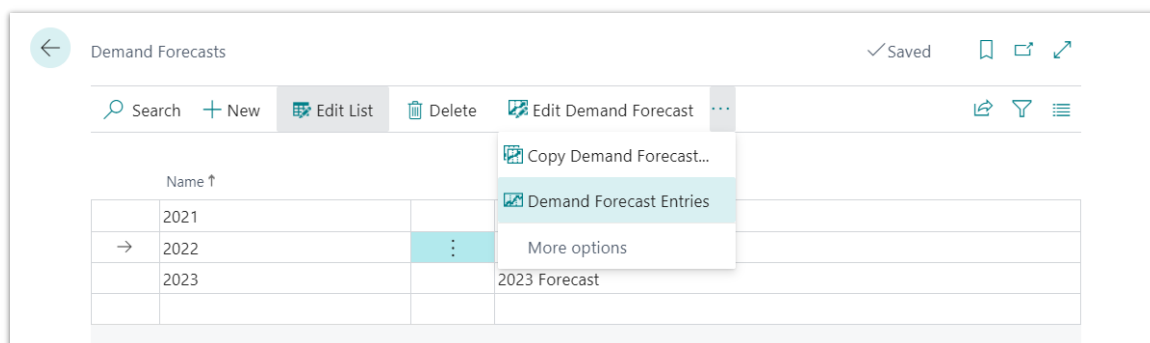 Demand Forecasts
Saved
Search
New
Edit List
Delete
Edit Demand Forecast
Copy Demand Forecast...
Demand Forecast Entries
More options
Name
2021
2022
2023
2023 Forecast